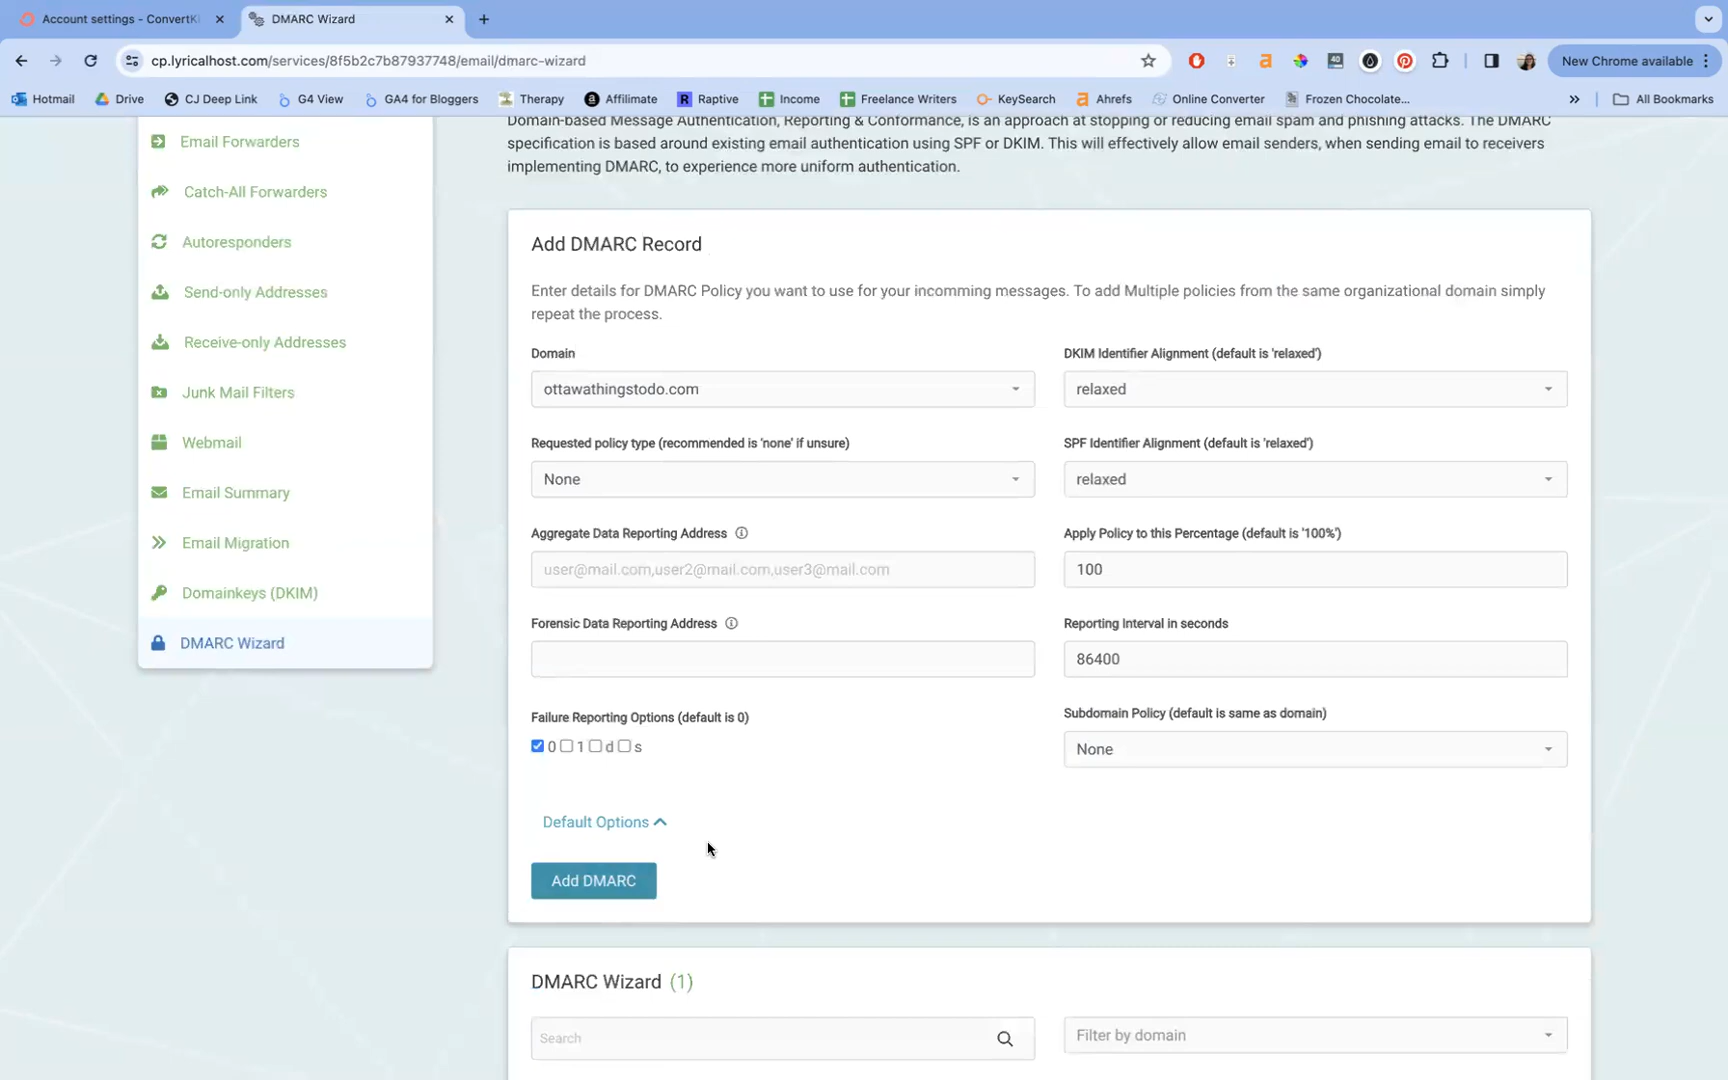 Account settings - ConvertKi
DMARC Wizard
cp.lyricalhost.com/services/8f5b2c7b87937748/email/dmarc-wizard
40
New Chrome available
Hotmail
Drive
CJ Deep Link
G4 View
GA4 for Bloggers
Therapy
Affilimate
Raptive
Income
Freelance Writers
KeySearch
Ahrefs
Online Converter
Frozen Chocolate...
All Bookmarks
Email Forwarders
Catch-All Forwarders
Autoresponders
Send-only Addresses
Receive-only Addresses
Junk Mail Filters
Webmail
Email Summary
Email Migration
Domainkeys (DKIM)
DMARC Wizard
Domain-based Message Authentication, Reporting & Conformance, is an approach at stopping or reducing email spam and phishing attacks. The DMARC
specification is based around existing email authentication using SPF or DKIM. This will effectively allow email senders, when sending email to receivers
implementing DMARC, to experience more uniform authentication.
Add DMARC Record
Enter details for DMARC Policy you want to use for your incomming messages. To add Multiple policies from the same organizational domain simply
repeat the process.
Domain
ottawathingstodo.com
DKIM Identifier Alignment (default is 'relaxed')
relaxed
Requested policy type (recommended is 'none' if unsure)
None
SPF Identifier Alignment (default is 'relaxed')
relaxed
Aggregate Data Reporting Address
user@mail.com,user2@mail.com,user3@mail.com
Apply Policy to this Percentage (default is '100%')
100
Forensic Data Reporting Address
Reporting Interval in seconds
86400
Failure Reporting Options (default is 0)
0 1 d s
Subdomain Policy (default is same as domain)
None
Default Options
Add DMARC
DMARC Wizard (1)
Search
Filter by domain